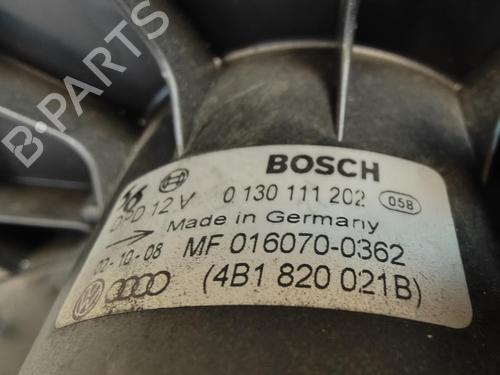 B-PARTS
BOSCH
12 V 0 130 111 202 058
Made in Germany
-10-08 MF 016070-0362
(4B1 820 021B)